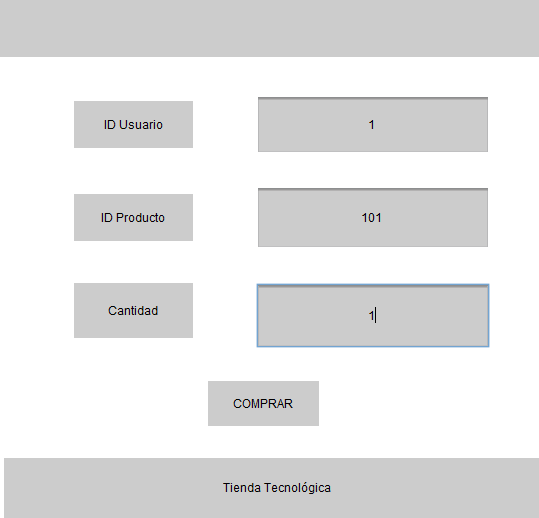 ID Usuario
1
ID Producto
101
Cantidad
1
COMPRAR
Tienda Tecnológica